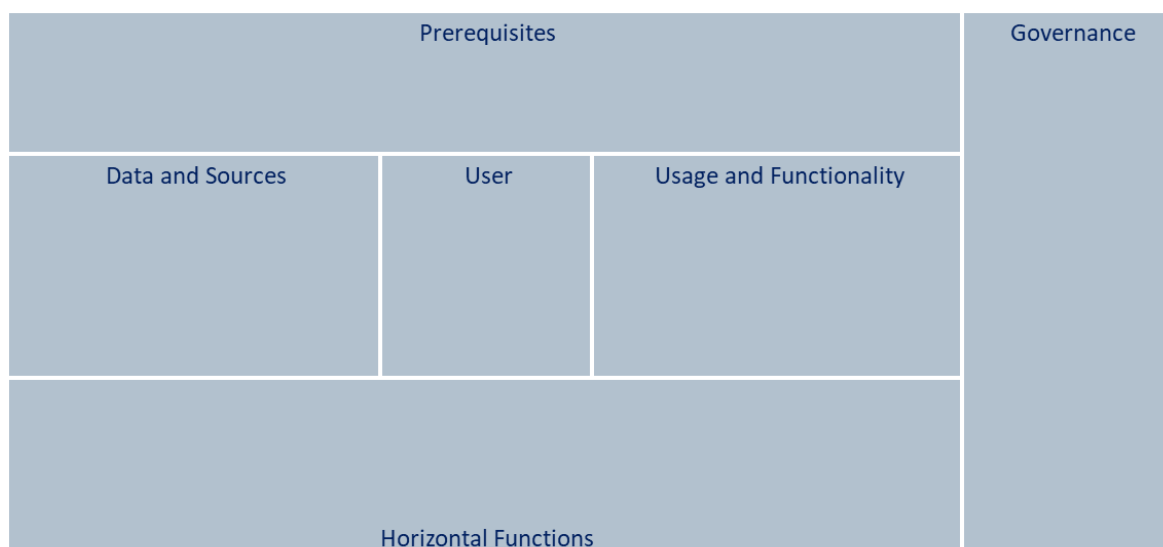 Prerequisites
Governance
Data and Sources
User
Usage and Functionality
Horizontal Functions